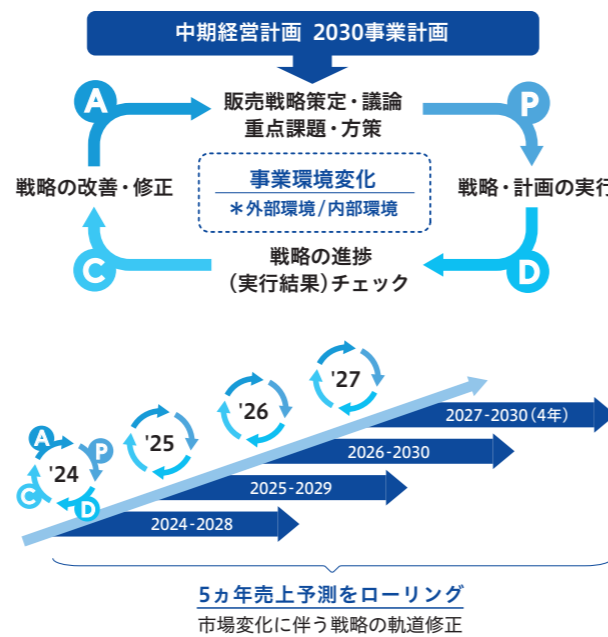 中期経営計画 2030事業計画
A
販売戦略策定・議論
重点課題・方策
P
戦略の改善・修正
事業環境変化
＊外部環境/内部環境
戦略・計画の実行
C
戦略の進捗
（実行結果）チェック
D
'27
'26
'25
A
P
'24
C
D
2027-2030（4年）
2026-2030
2025-2029
2024-2028
5ヵ年売上予測をローリング
市場変化に伴う戦略の軌道修正